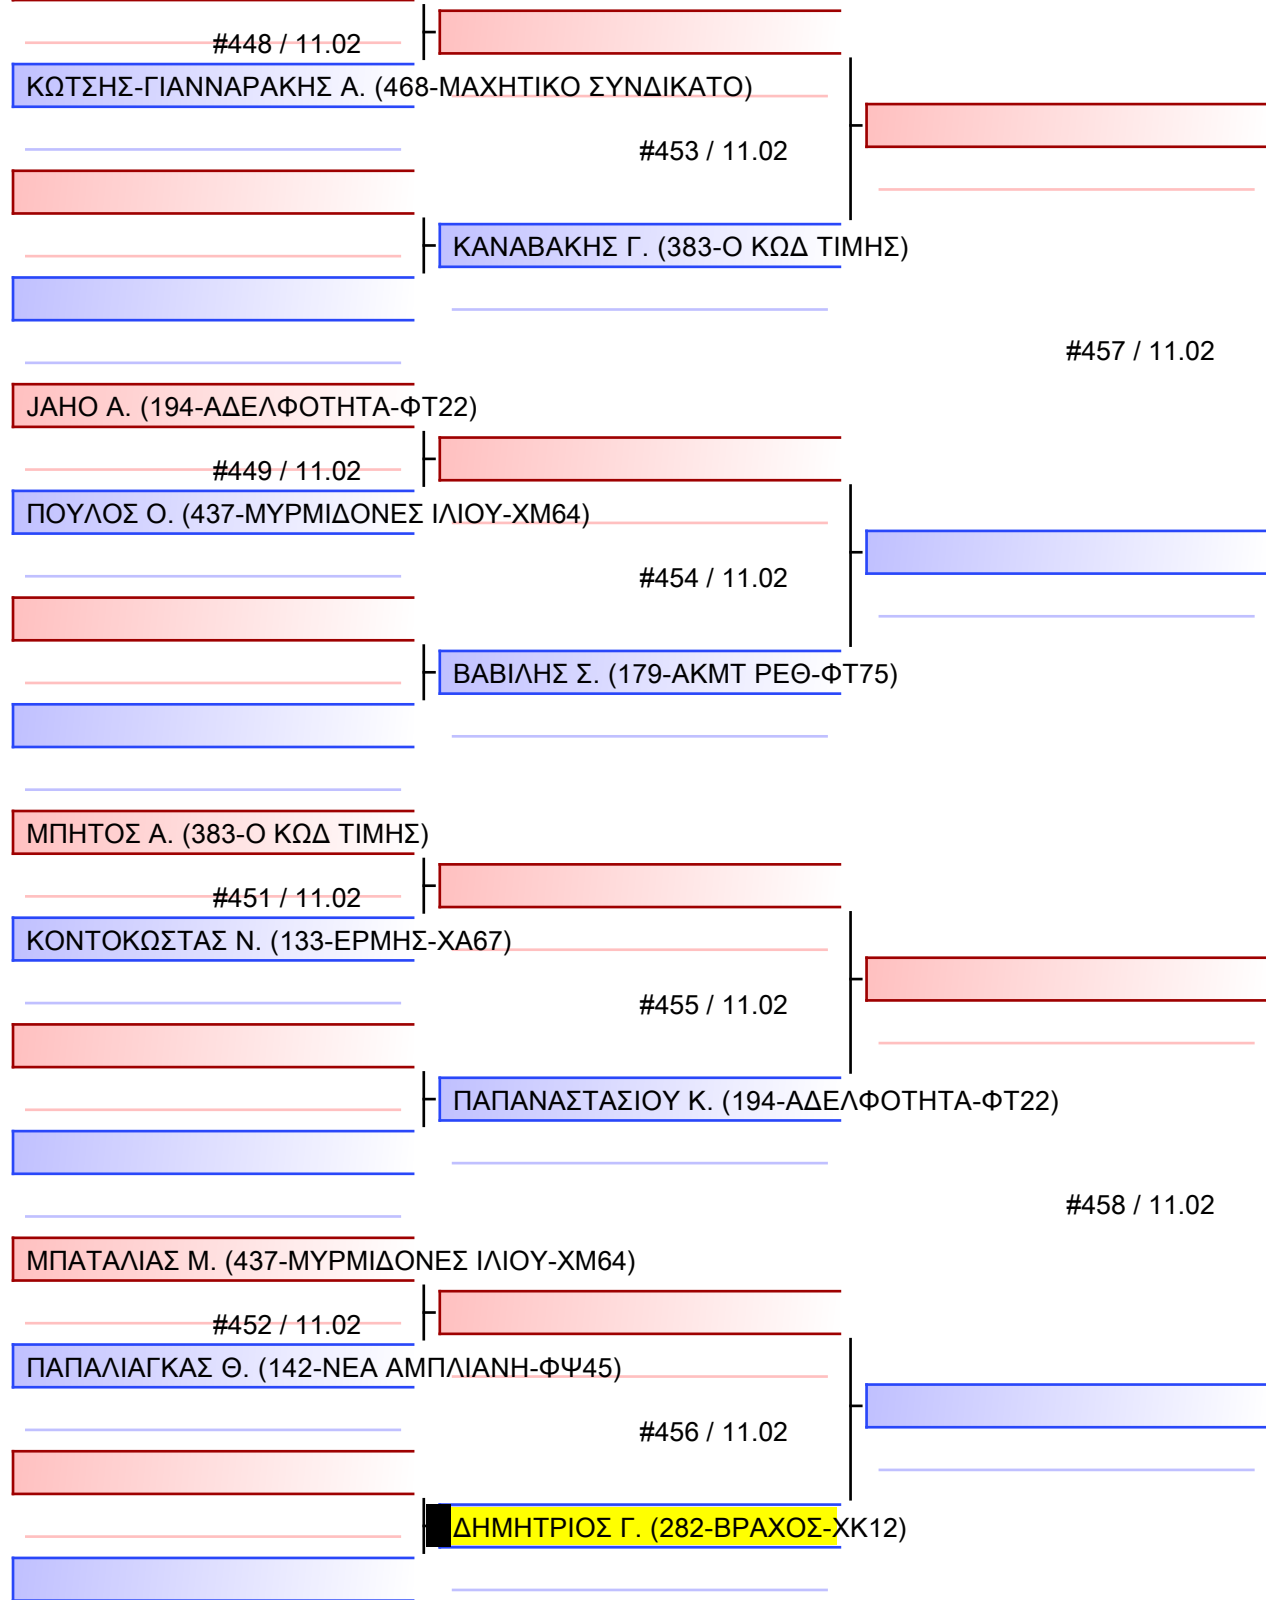 #448 / 11.02
ΚΩΤΣΗΣ-ΓΙΑΝΝΑΡΑΚΗΣ Α. (468-ΜΑΧΗΤΙΚΟ ΣΥΝΔΙΚΑΤΟ)
#453 / 11.02
ΚΑΝΑΒΑΚΗΣ Γ. (383-Ο ΚΩΔ ΤΙΜΗΣ)
#457 / 11.02
JAHO A. (194-ΑΔΕΛΦΟΤΗΤΑ-ΦΤ22)
#449 / 11.02
ΠΟΥΛΟΣ Ο. (437-ΜΥΡΜΙΔΟΝΕΣ ΙΛΙΟΥ-ΧΜ64)
#454 / 11.02
ΒΑΒΙΛΗΣ Σ. (179-ΑΚΜΤ ΡΕΘ-ΦΤ75)
ΜΠΗΤΟΣ Α. (383-Ο ΚΩΔ ΤΙΜΗΣ)
#451 / 11.02
ΚΟΝΤΟΚΩΣΤΑΣ Ν. (133-ΕΡΜΗΣ-ΧΑ67)
#455 / 11.02
ΠΑΠΑΝΑΣΤΑΣΙΟΥ Κ. (194-ΑΔΕΛΦΟΤΗΤΑ-ΦΤ22)
#458 / 11.02
ΜΠΑΤΑΛΙΑΣ Μ. (437-ΜΥΡΜΙΔΟΝΕΣ ΙΛΙΟΥ-ΧΜ64)
#452 / 11.02
ΠΑΠΑΛΙΑΓΚΑΣ Θ. (142-ΝΕΑ ΑΜΠΛΙΑΝΗ-ΦΨ45)
#456 / 11.02
ΔΗΜΗΤΡΙΟΣ Γ. (282-ΒΡΑΧΟΣ-ΧΚ12)